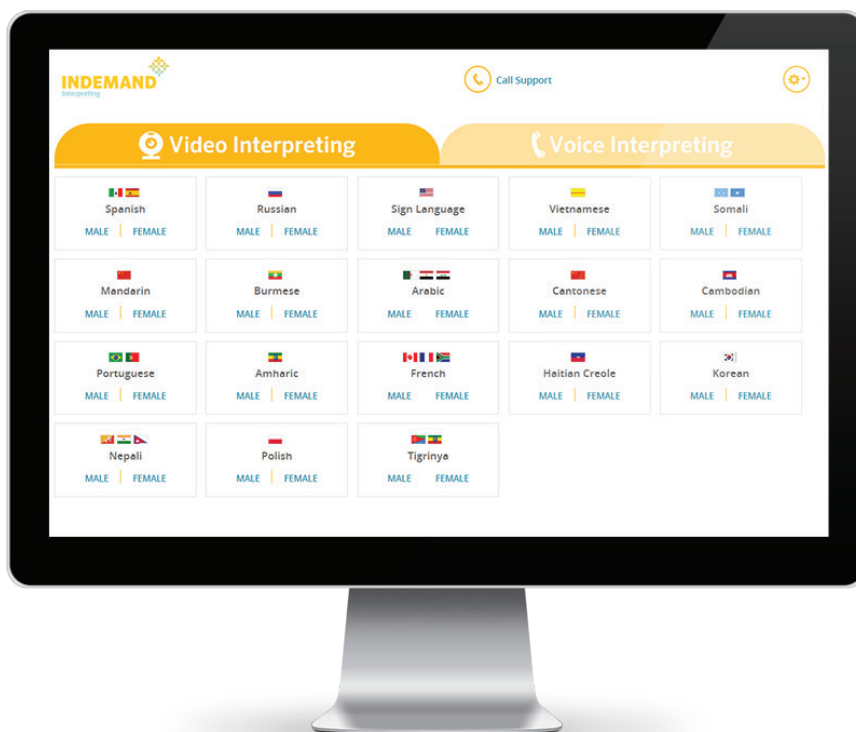 INDEMAND
Interpreting
Call Support
Video Interpreting
Voice Interpreting
Spanish
MALE FEMALE
Russian
MALE FEMALE
Sign Language
MALE FEMALE
Vietnamese
MALE FEMALE
Somali
MALE FEMALE
Mandarin
MALE FEMALE
Burmese
MALE FEMALE
Arabic
MALE FEMALE
Cantonese
MALE FEMALE
Cambodian
MALE FEMALE
Portuguese
MALE FEMALE
Amharic
MALE FEMALE
French
MALE FEMALE
Haitian Creole
MALE FEMALE
Korean
MALE FEMALE
Nepali
MALE FEMALE
Polish
MALE FEMALE
Tigrinya
MALE FEMALE